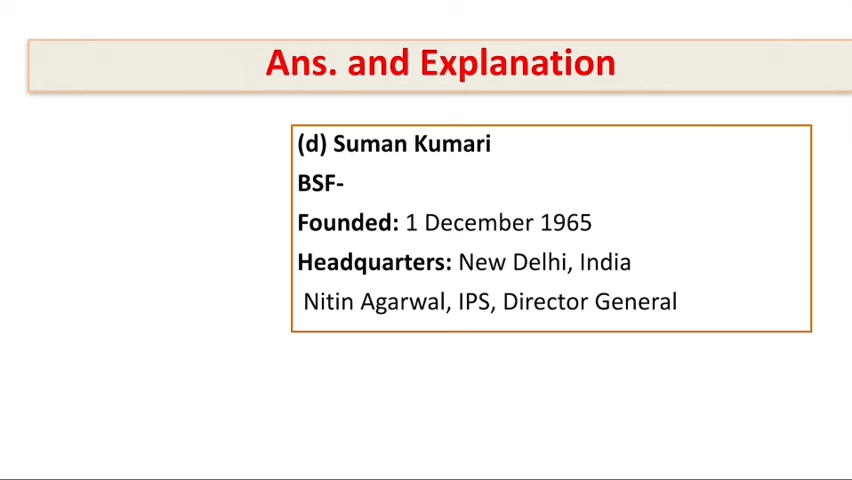 Ans. and Explanation
(d) Suman Kumari
BSF-
Founded: 1 December 1965
Headquarters: New Delhi, India
Nitin Agarwal, IPS, Director General